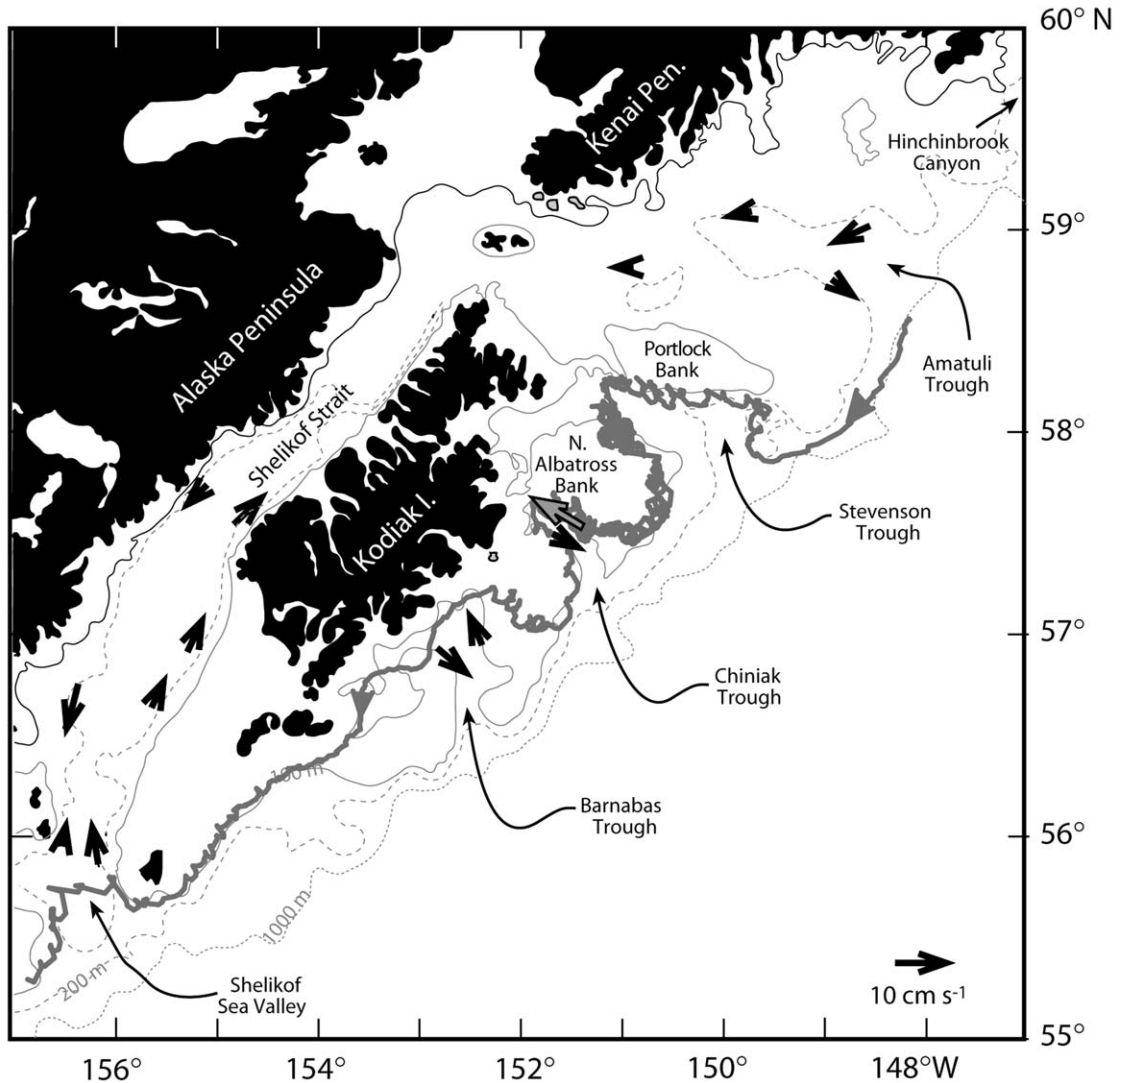 60° N
Kenai Pen.
Hinchinbrook
Canyon
59°
Alaska Peninsula
Amatuli
Trough
Portlock
Bank
Shelikof Strait
58°
N.
Albatross
Bank
Stevenson
Trough
Kodiak I.
57°
Chiniak
Trough
100 m
Barnabas
Trough
56°
1000 m
200 m
Shelikof
Sea Valley
10 cm s-1
55°
156°
154°
152°
150°
148°W